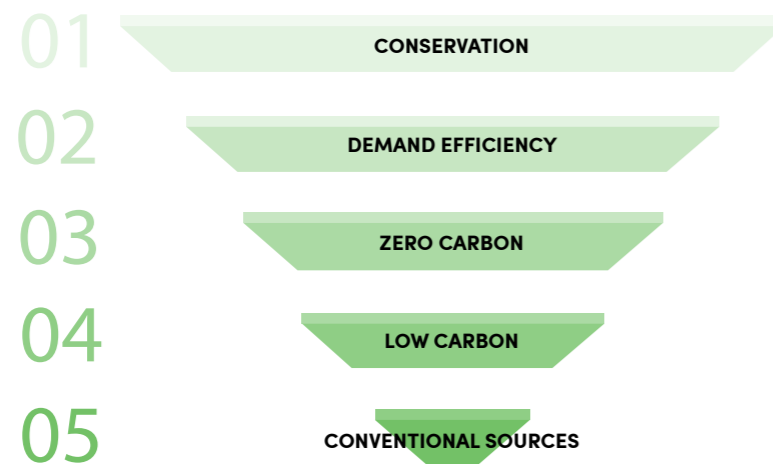 01
CONSERVATION
02
DEMAND EFFICIENCY
03
ZERO CARBON
04
LOW CARBON
05
CONVENTIONAL SOURCES